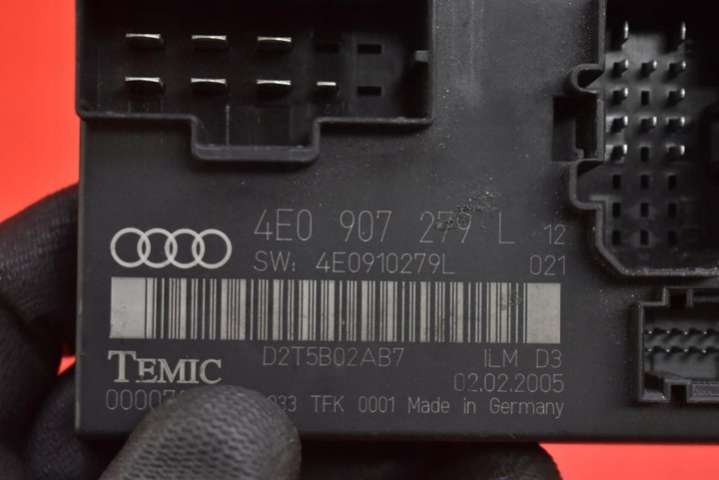 4E0 907 279 L 12
SW: 4E0910279L 021
D2T5B02AB7 ILM D3
TEMIC 02.02.2005
TFK 0001 Made in Germany